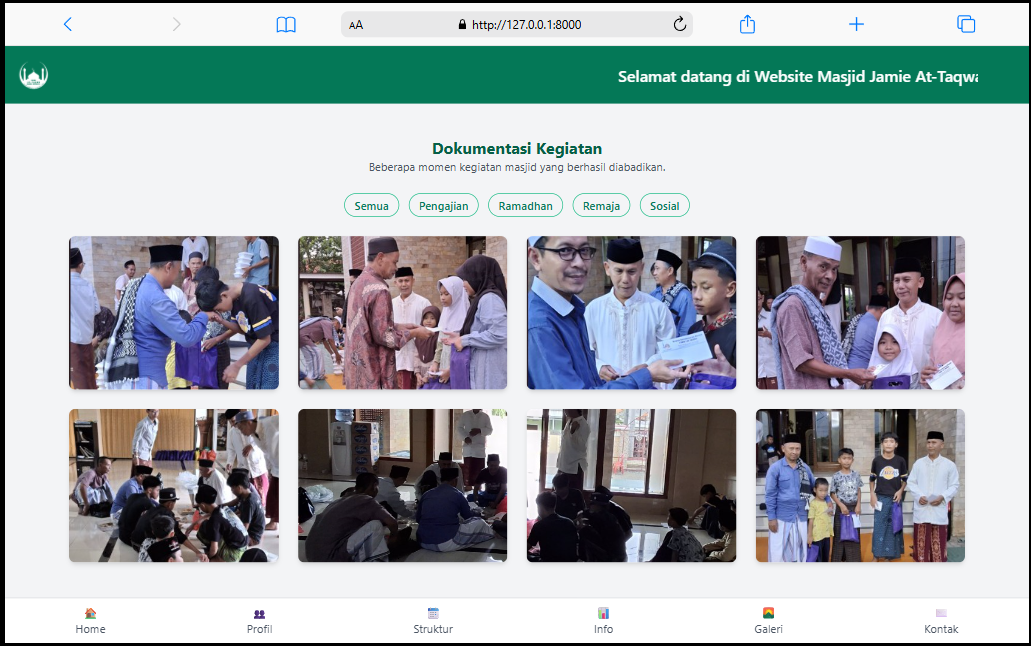 AA http://127.0.0.1:8000
Selamat datang di Website Masjid Jamie At-Taqwa
Dokumentasi Kegiatan
Beberapa momen kegiatan masjid yang berhasil diabadikan.
Semua Pengajian Ramadhan Remaja Sosial
Home Profil Struktur Info Galeri Kontak